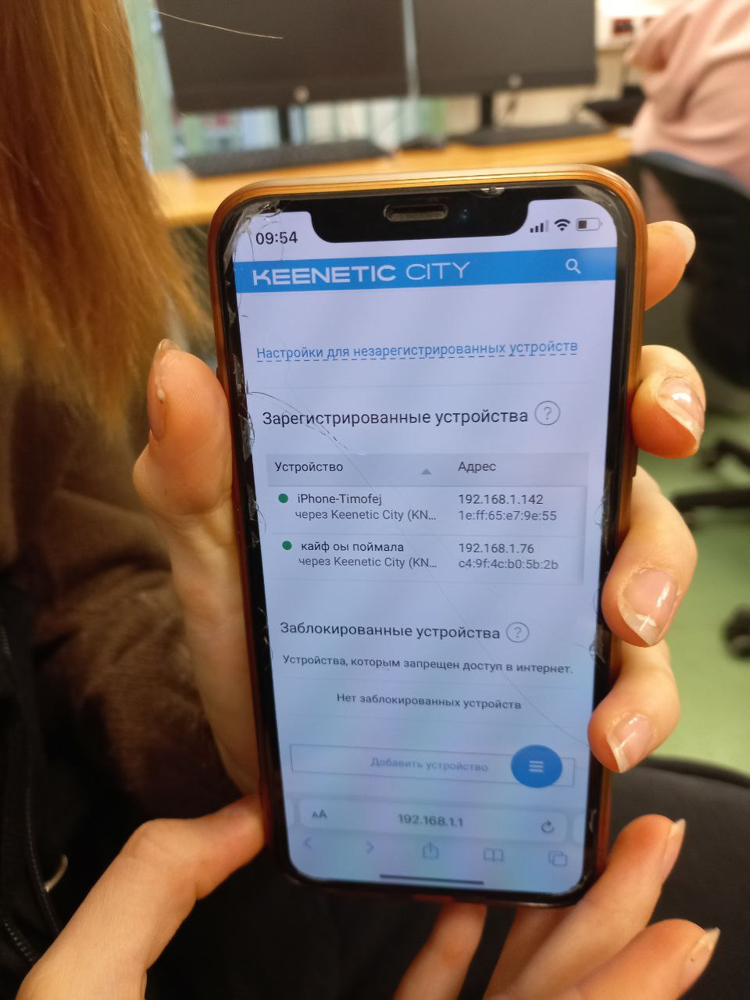 09:54
KEENETIC CITY
Настройки для незарегистрированных устройств
Зарегистрированные устройства ?
Устройство Адрес
iPhone-Timofej 192.168.1.142
через Keenetic City (KN... 1e:ff:65:e7:9e:55
кайф оы поймала 192.168.1.76
через Keenetic City (KN... c4:9f:4c:b0:5b:2b
Заблокированные устройства ?
Устройства, которым запрещен доступ в интернет.
Нет заблокированных устройств
Добавить устройство
AA 192.168.1.1